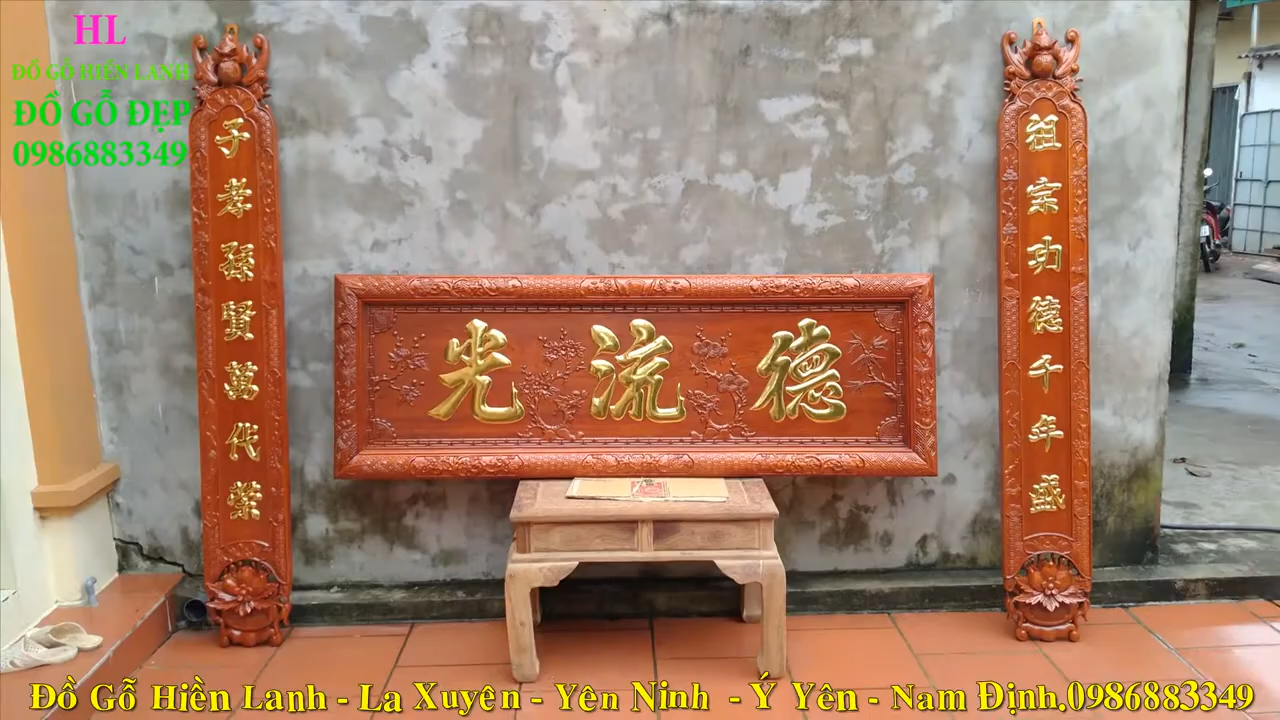 HL
ĐỒ GỖ HIỀN LANH
ĐỒ GỖ ĐẸP
0986883349
祖宗功德千年盛
德流光
子孝孫賢萬代榮
Đồ Gỗ Hiền Lanh - La Xuyên - Yên Ninh - Ý Yên - Nam Định.0986883349